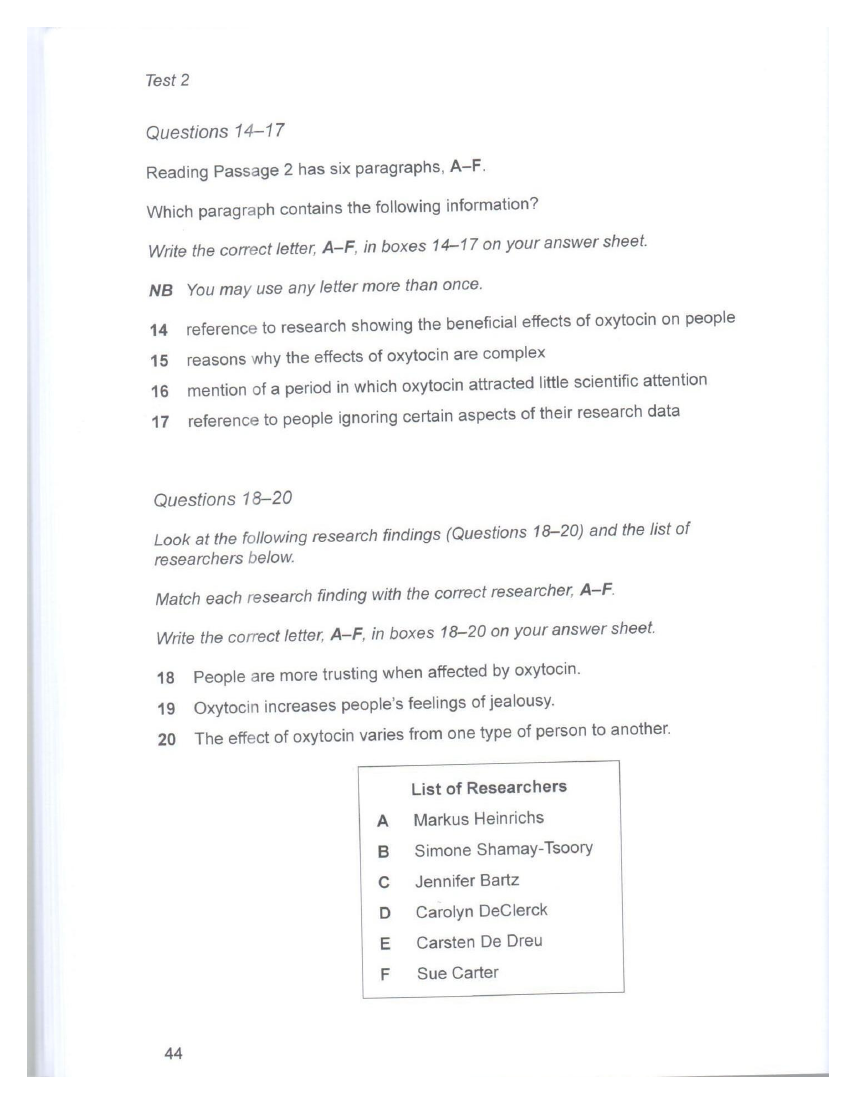 Test 2
Questions 14–17
Reading Passage 2 has six paragraphs, A–F.
Which paragraph contains the following information?
Write the correct letter, A–F, in boxes 14–17 on your answer sheet.
NB You may use any letter more than once.
14 reference to research showing the beneficial effects of oxytocin on people
15 reasons why the effects of oxytocin are complex
16 mention of a period in which oxytocin attracted little scientific attention
17 reference to people ignoring certain aspects of their research data
Questions 18–20
Look at the following research findings (Questions 18–20) and the list of
researchers below.
Match each research finding with the correct researcher, A–F.
Write the correct letter, A–F, in boxes 18–20 on your answer sheet.
18 People are more trusting when affected by oxytocin.
19 Oxytocin increases people's feelings of jealousy.
20 The effect of oxytocin varies from one type of person to another.
List of Researchers
A Markus Heinrichs
B Simone Shamay-Tsoory
C Jennifer Bartz
D Carolyn DeClerck
E Carsten De Dreu
F Sue Carter
44